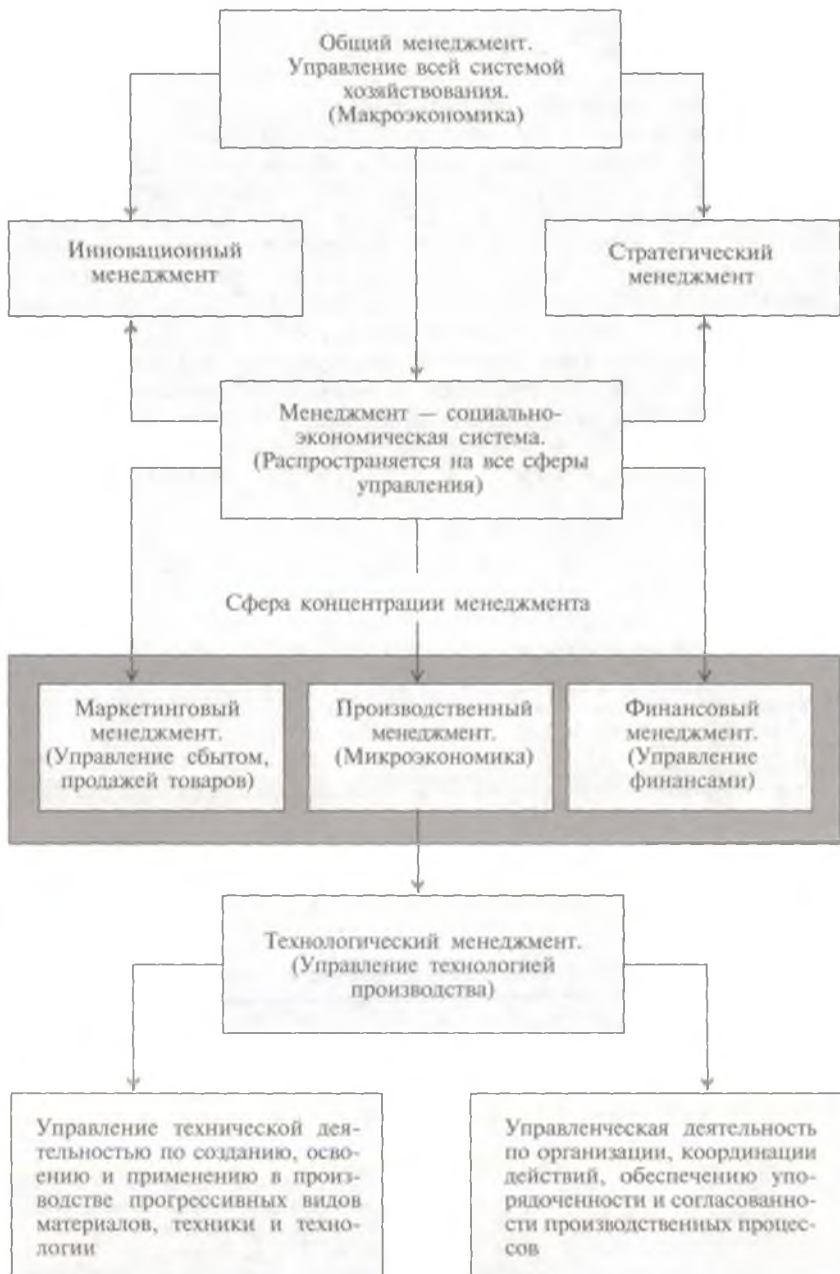 Общий менеджмент.
Управление всей системой
хозяйствования.
(Макроэкономика)
Инновационный
менеджмент
Стратегический
менеджмент
Менеджмент — социально-
экономическая система.
(Распространяется на все сферы
управления)
Сфера концентрации менеджмента
Маркетинговый
менеджмент.
(Управление сбытом,
продажей товаров)
Производственный
менеджмент.
(Микроэкономика)
Финансовый
менеджмент.
(Управление
финансами)
Технологический менеджмент.
(Управление технологией
производства)
Управление технической дея-
тельностью по созданию, осво-
ению и применению в произ-
водстве прогрессивных видов
материалов, техники и техно-
логии
Управленческая деятельность
по организации, координации
действий, обеспечению упо-
рядоченности и согласованно-
сти производственных процес-
сов